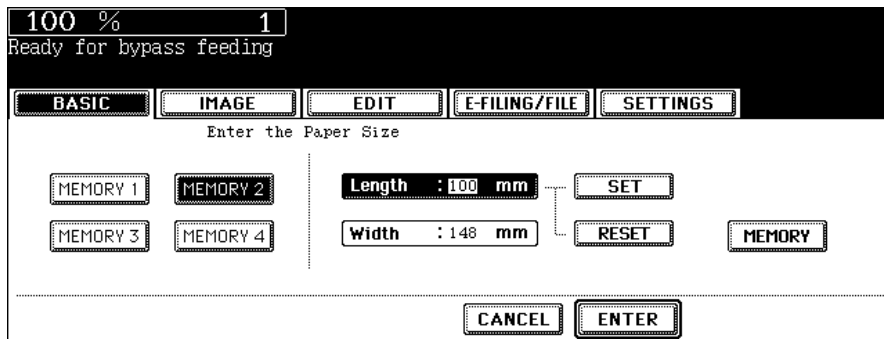 100 % 1
Ready for bypass feeding
BASIC IMAGE EDIT E-FILING/FILE SETTINGS
Enter the Paper Size
MEMORY 1 MEMORY 2 Length : 100 mm SET
MEMORY 3 MEMORY 4 Width : 148 mm RESET MEMORY
CANCEL ENTER